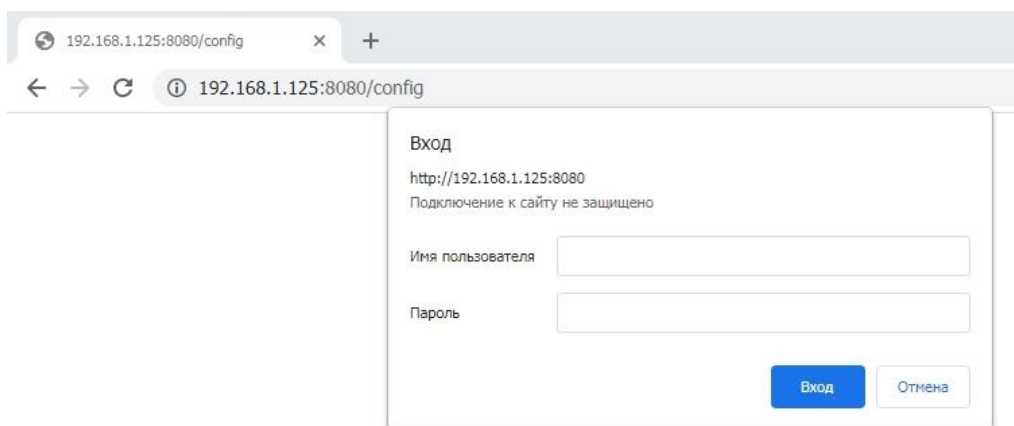 192.168.1.125:8080/config
192.168.1.125:8080/config
Вход
http://192.168.1.125:8080
Подключение к сайту не защищено
Имя пользователя
Пароль
Вход Отмена